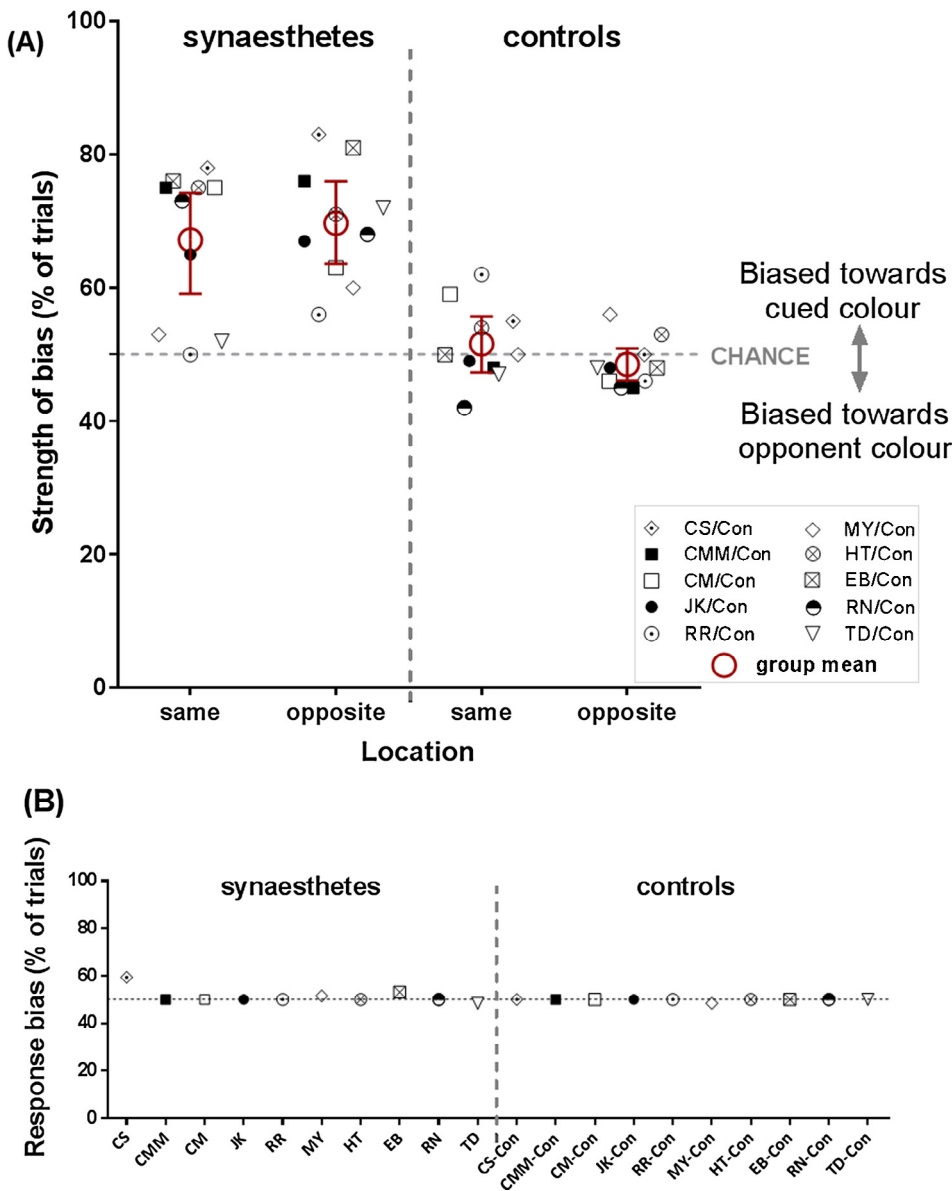 (A)
synaesthetes
controls
Strength of bias (% of trials)
100
80
60
40
20
0
CHANCE
Biased towards
cued colour
Biased towards
opponent colour
CS/Con
CMM/Con
CM/Con
JK/Con
RR/Con
MY/Con
HT/Con
EB/Con
RN/Con
TD/Con
group mean
same
opposite
same
opposite
Location
(B)
synaesthetes
controls
Response bias (% of trials)
100
80
60
40
20
0
CS
CMM
CM
JK
RR
MY
HT
EB
RN
TD
CS-Con
CMM-Con
CM-Con
JK-Con
RR-Con
MY-Con
HT-Con
EB-Con
RN-Con
TD-Con